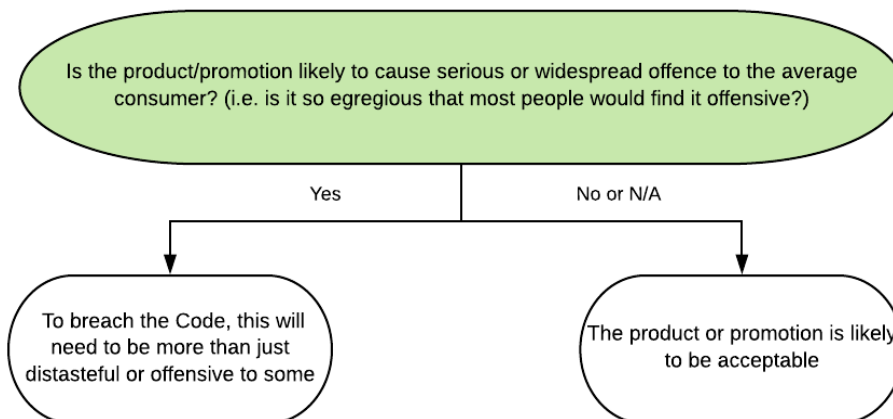 Is the product/promotion likely to cause serious or widespread offence to the average
consumer? (i.e. is it so egregious that most people would find it offensive?)
Yes
No or N/A
To breach the Code, this will
need to be more than just
distasteful or offensive to some
The product or promotion is likely
to be acceptable